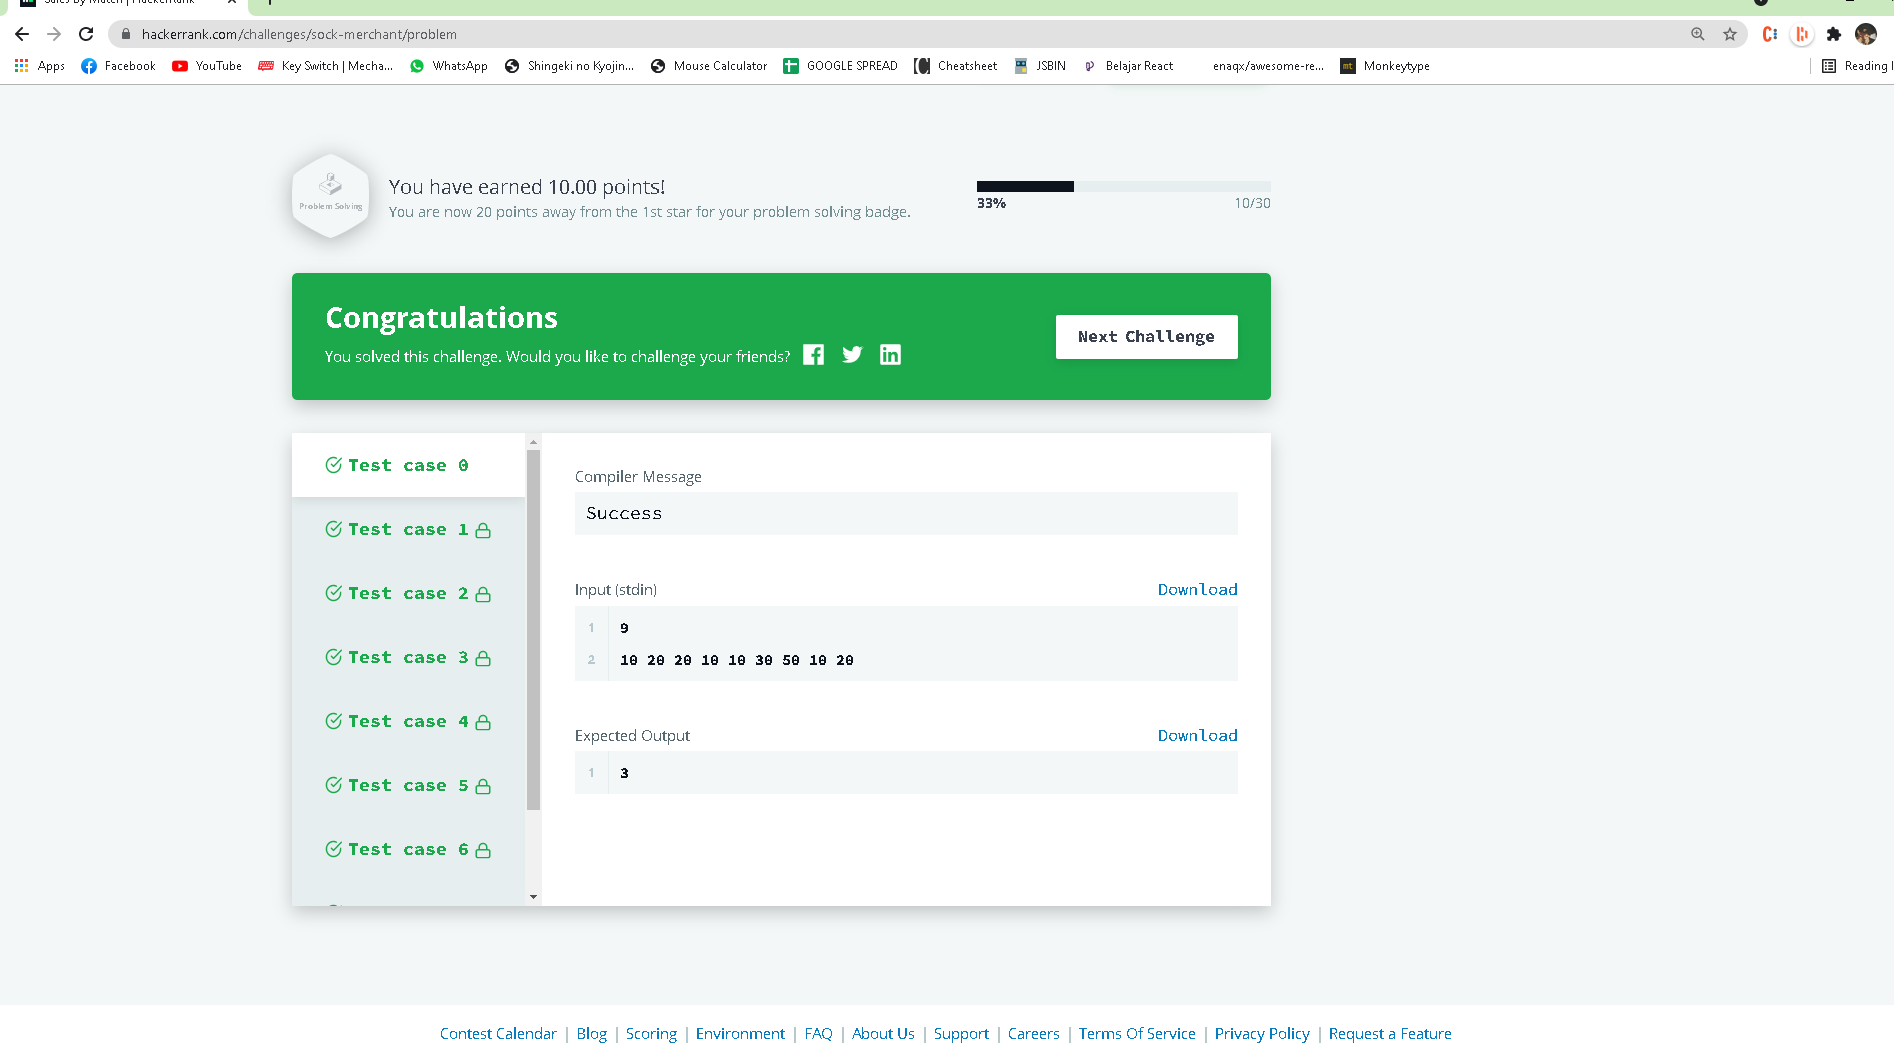 Sales by Match | HackerRank
hackerrank.com/challenges/sock-merchant/problem
Apps Facebook YouTube Key Switch | Mecha... WhatsApp Shingeki no Kyojin... Mouse Calculator GOOGLE SPREAD Cheatsheet JSBIN Belajar React enaqx/awesome-re... mt Monkeytype Reading
Problem Solving
You have earned 10.00 points!
You are now 20 points away from the 1st star for your problem solving badge.
33% 10/30
Congratulations
You solved this challenge. Would you like to challenge your friends?
Next Challenge
Test case 0
Test case 1
Test case 2
Test case 3
Test case 4
Test case 5
Test case 6
Compiler Message
Success
Input (stdin) Download
1 9
2 10 20 20 10 10 30 50 10 20
Expected Output Download
1 3
Contest Calendar | Blog | Scoring | Environment | FAQ | About Us | Support | Careers | Terms Of Service | Privacy Policy | Request a Feature